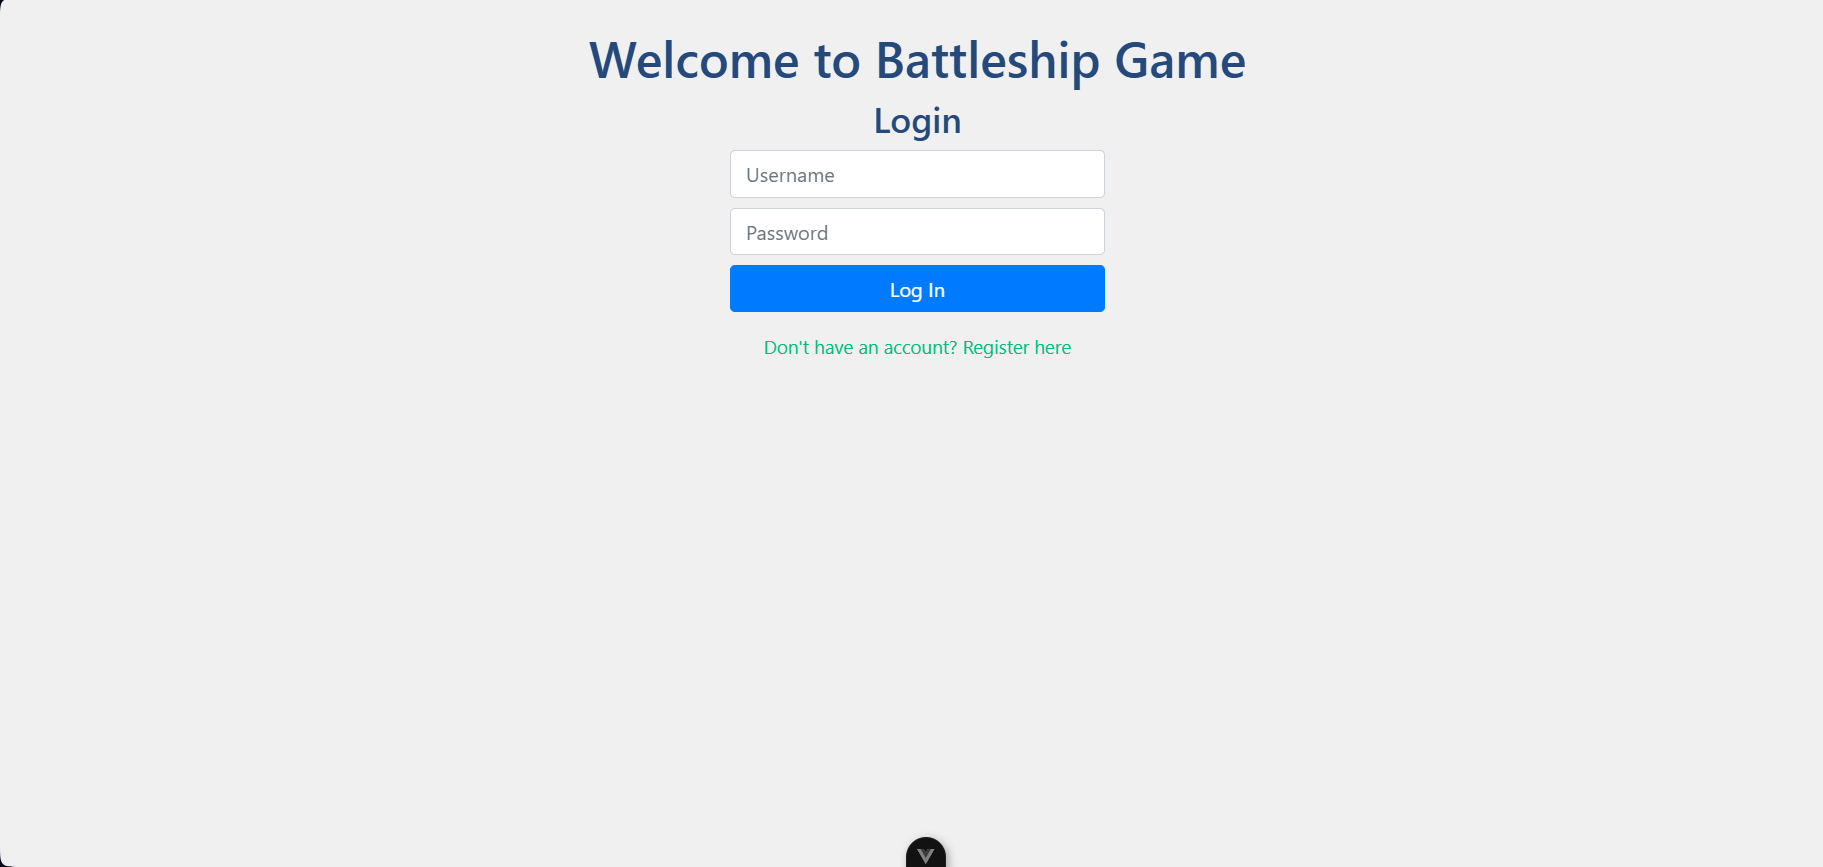 Welcome to Battleship Game
Login
Username
Password
Log In
Don't have an account? Register here